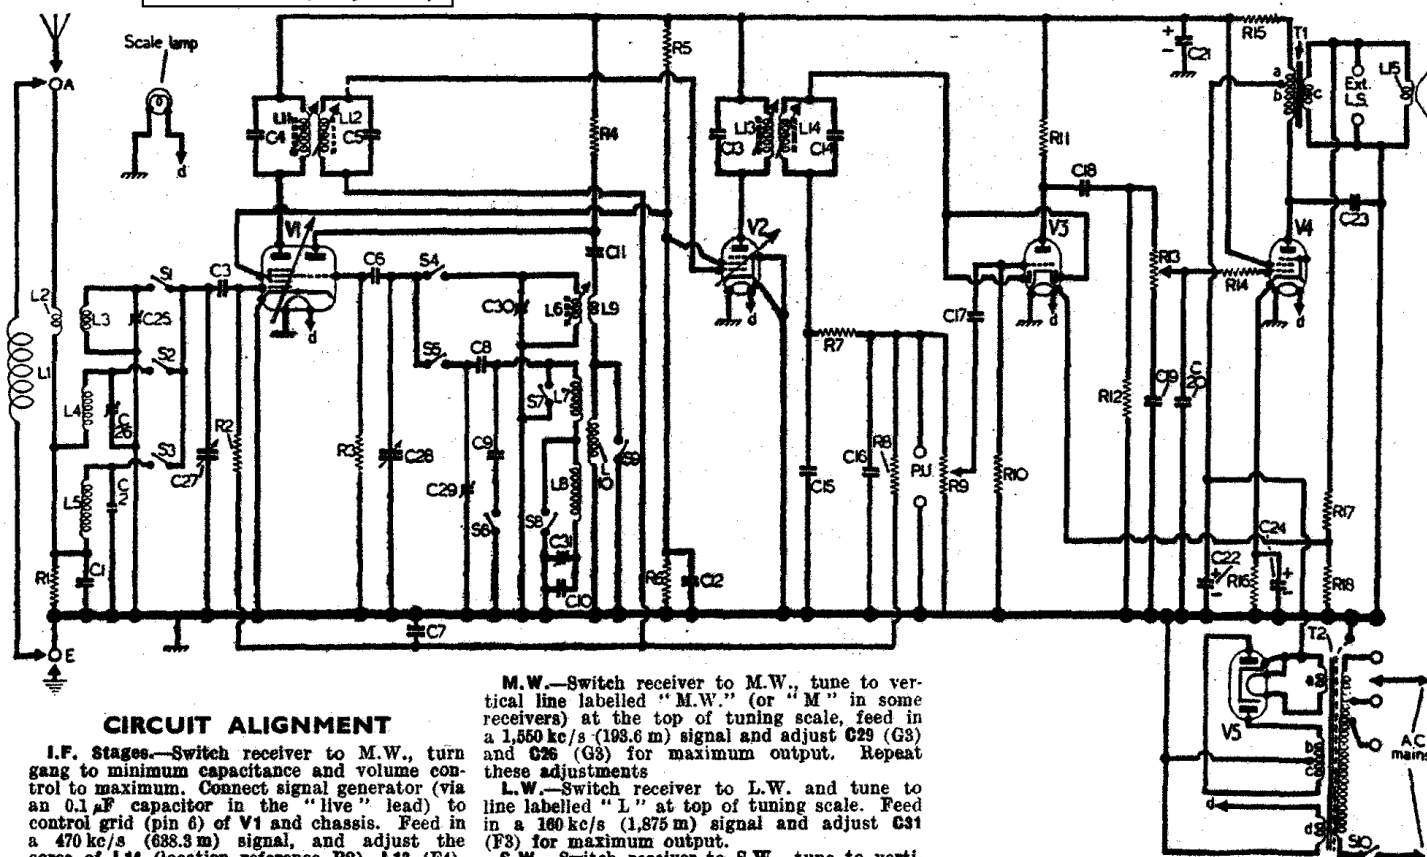 Scale lamp
A
d
L2
L1
S1
C3
L3
C25
S2
L4
C26
S3
L5
C2
C27
R2
R1
C1
E
C4
L11
L12
C5
V1
d
C6
S4
R3
C28
S5
C8
C30
L6
L9
C29
C9
S7
L7
S6
S8
L8
L10
S9
C31
C10
C7
R4
C11
R5
R6
C12
L13
C13
L14
C14
V2
d
R7
C15
C16
R8
P.U.
R9
C17
R10
R11
C18
V3
d
R12
R13
C19
C20
R14
C21
R15
T1
a
b
c
Ext.
L.S.
L15
V4
d
C23
C22
R16
C24
R17
R18
T2
V5
a
b
c
d
d
A.C.
mains
S10
CIRCUIT ALIGNMENT
I.F. Stages.—Switch receiver to M.W., turn
gang to minimum capacitance and volume con-
trol to maximum. Connect signal generator (via
an 0.1 μF capacitor in the "live" lead) to
control grid (pin 6) of V1 and chassis. Feed in
a 470 kc/s (638.3 m) signal, and adjust the
M.W.—Switch receiver to M.W., tune to ver-
tical line labelled "M.W." (or "M" in some
receivers) at the top of tuning scale, feed in
a 1,550 kc/s (193.6 m) signal and adjust C29 (G3)
and C26 (G3) for maximum output. Repeat
these adjustments
L.W.—Switch receiver to L.W. and tune to
line labelled "L" at top of tuning scale. Feed
in a 160 kc/s (1,875 m) signal and adjust C31
(F3) for maximum output.